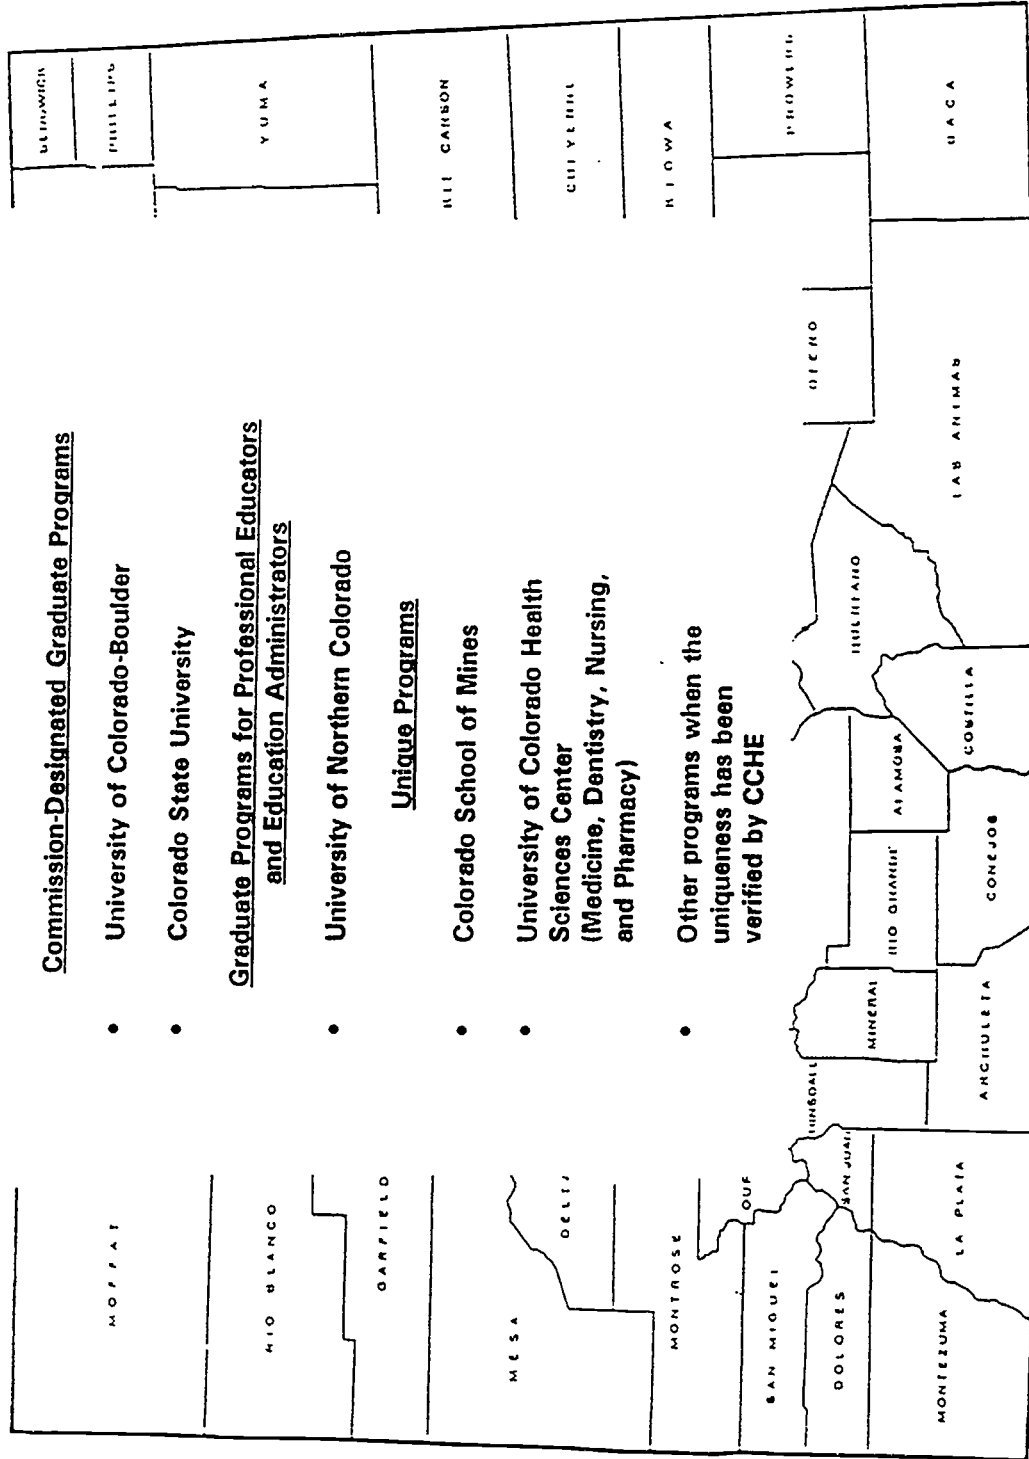 Commission-Designated Graduate Programs
• University of Colorado-Boulder
• Colorado State University
Graduate Programs for Professional Educators
and Education Administrators
• University of Northern Colorado
Unique Programs
• Colorado School of Mines
• University of Colorado Health
Sciences Center
(Medicine, Dentistry, Nursing,
and Pharmacy)
• Other programs when the
uniqueness has been
verified by CCHE
MOFFAT
RIO BLANCO
GARFIELD
MESA
MONTROSE
SAN MIGUEL
DOLORES
SAN JUAN
MONTEZUMA
LA PLATA
ARCHULETA
MINERAL
RIO GRANDE
ALAMOSA
CONEJOS
COSTILLA
HUERFANO
LAS ANIMAS
OTERO
YUMA
KIT CARSON
CHEYENNE
KIOWA
PROWERS
BACA
SEDGWICK
PHILLIPS